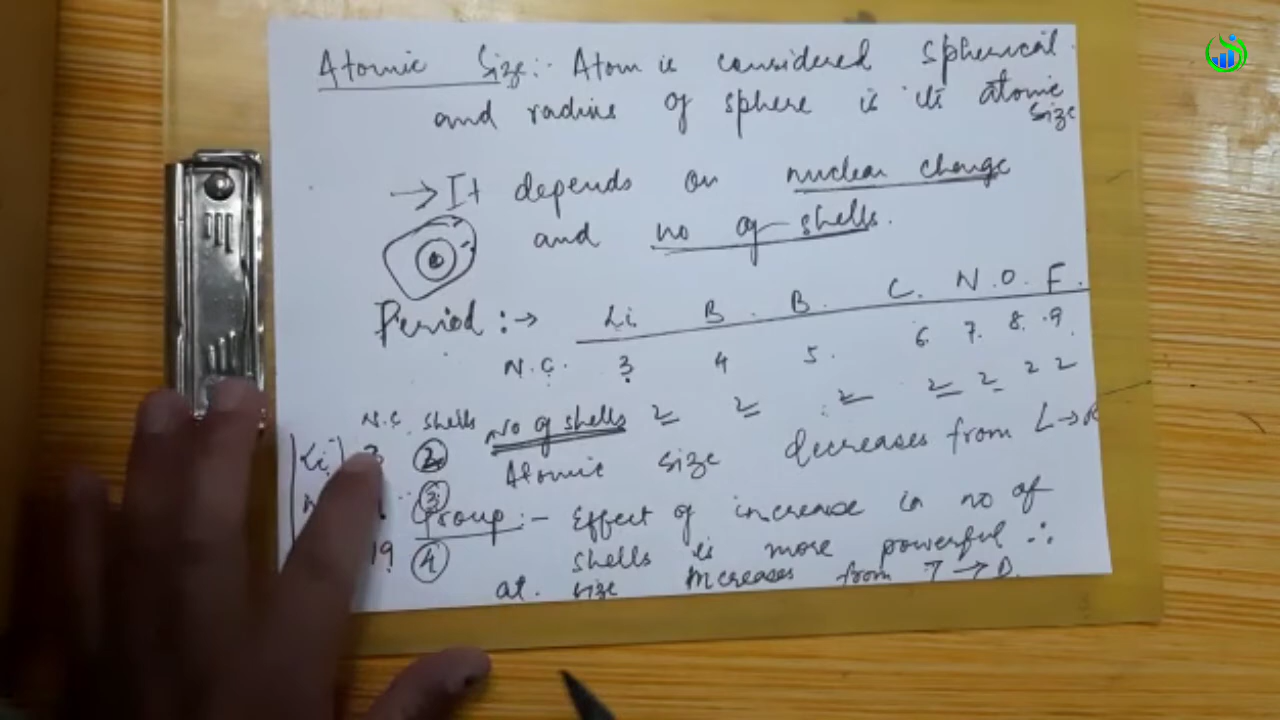 Atomic Size:- Atom is considered spherical.
and radius of sphere is its atomic
size
→ It depends on nuclear charge
and no of shells.
Period :→ Li B. B. C. N. O. F.
N.C. 3 4 5. 6. 7. 8. 9.
No of shells 2 2 2 2 2 2 2
N.C. shells
Li 3 2
3
19 4
Atomic size decreases from L→R
Group:- Effect of increase in no of
shells is more powerful ∴
at. size increases from T→D.